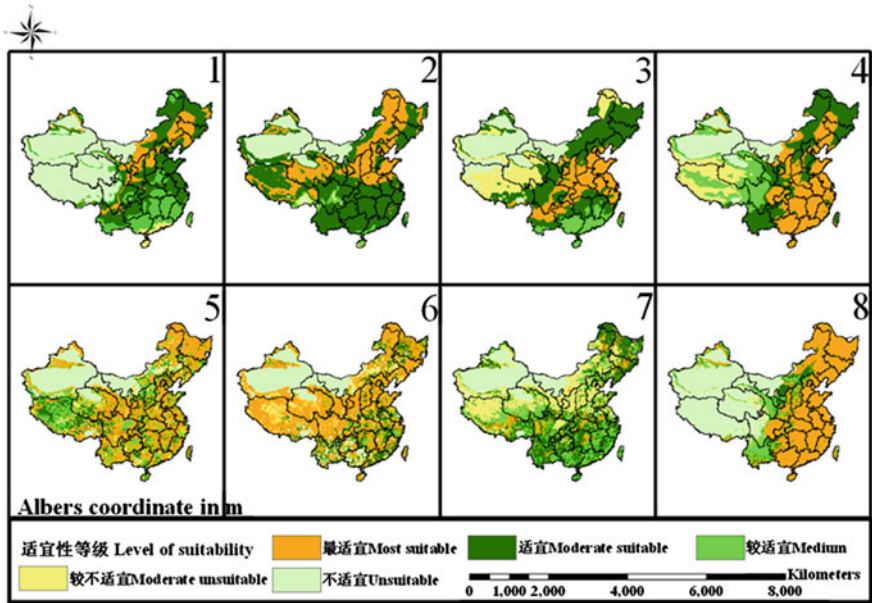 1
2
3
4
5
6
7
8
Albers coordinate in m
适宜性等级 Level of suitability
最适宜Most suitable
适宜Moderate suitable
较适宜Medium
较不适宜Moderate unsuitable
不适宜Unsuitable
Kilometers
0 500 1,000 2,000 4,000 6,000 8,000